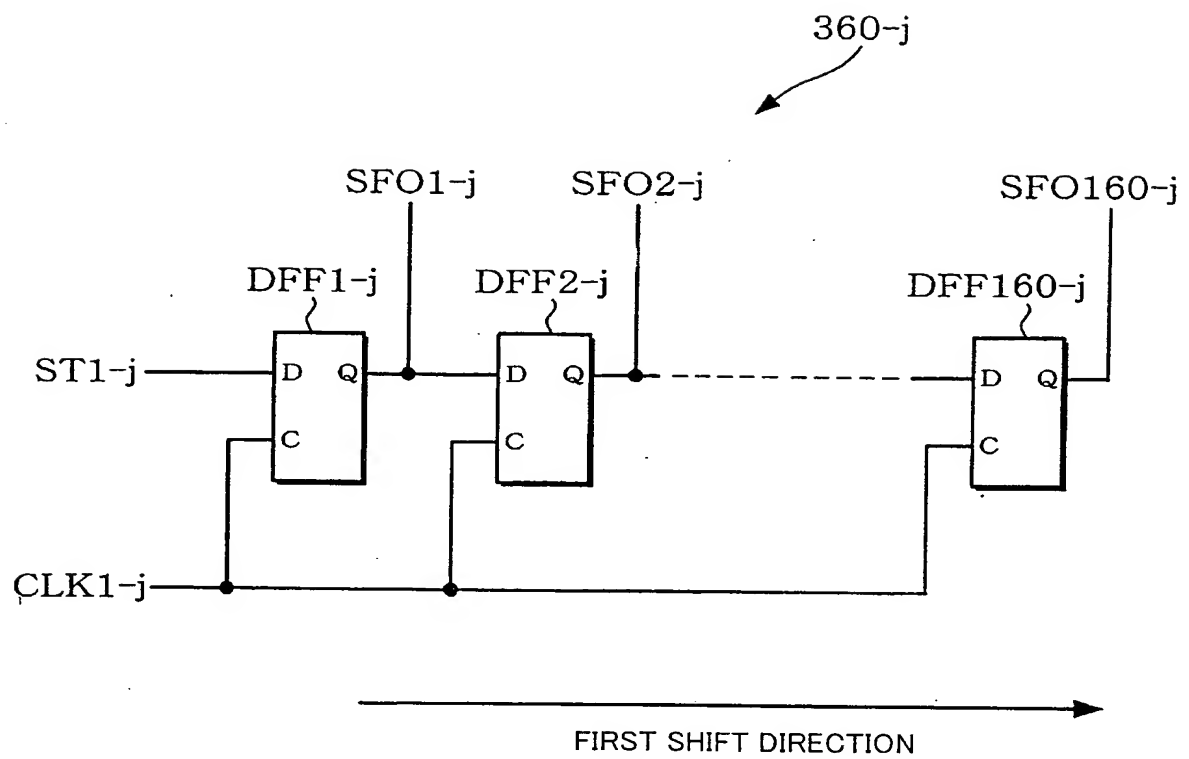 360-j
SFO1-j
SFO2-j
SFO160-j
DFF1-j
DFF2-j
DFF160-j
ST1-j
D
Q
D
Q
D
Q
C
C
C
CLK1-j
FIRST SHIFT DIRECTION